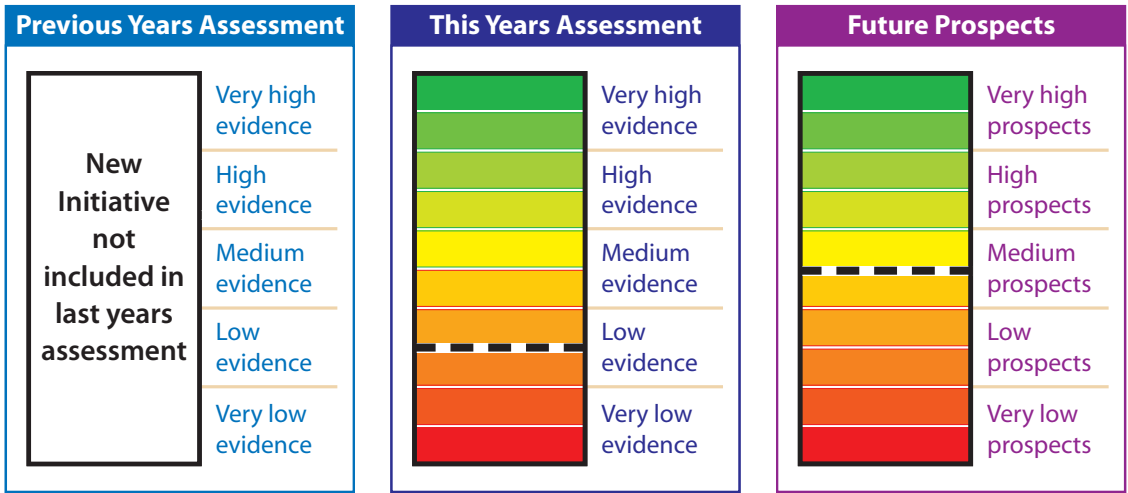 Previous Years Assessment
New
Initiative
not
included in
last years
assessment
Very high
evidence
High
evidence
Medium
evidence
Low
evidence
Very low
evidence
This Years Assessment
Very high
evidence
High
evidence
Medium
evidence
Low
evidence
Very low
evidence
Future Prospects
Very high
prospects
High
prospects
Medium
prospects
Low
prospects
Very low
prospects